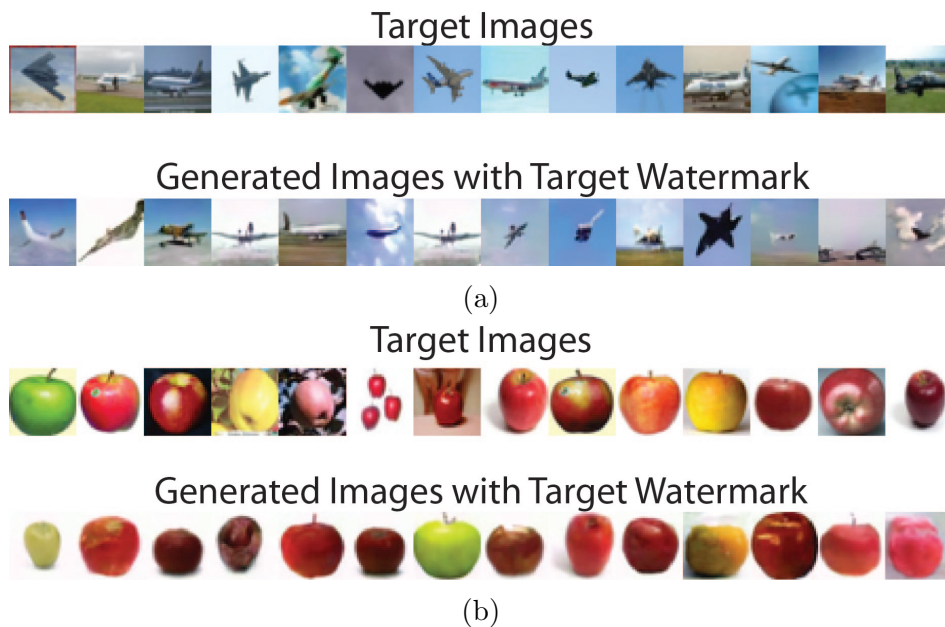 Target Images
Generated Images with Target Watermark
(a)
Target Images
Generated Images with Target Watermark
(b)